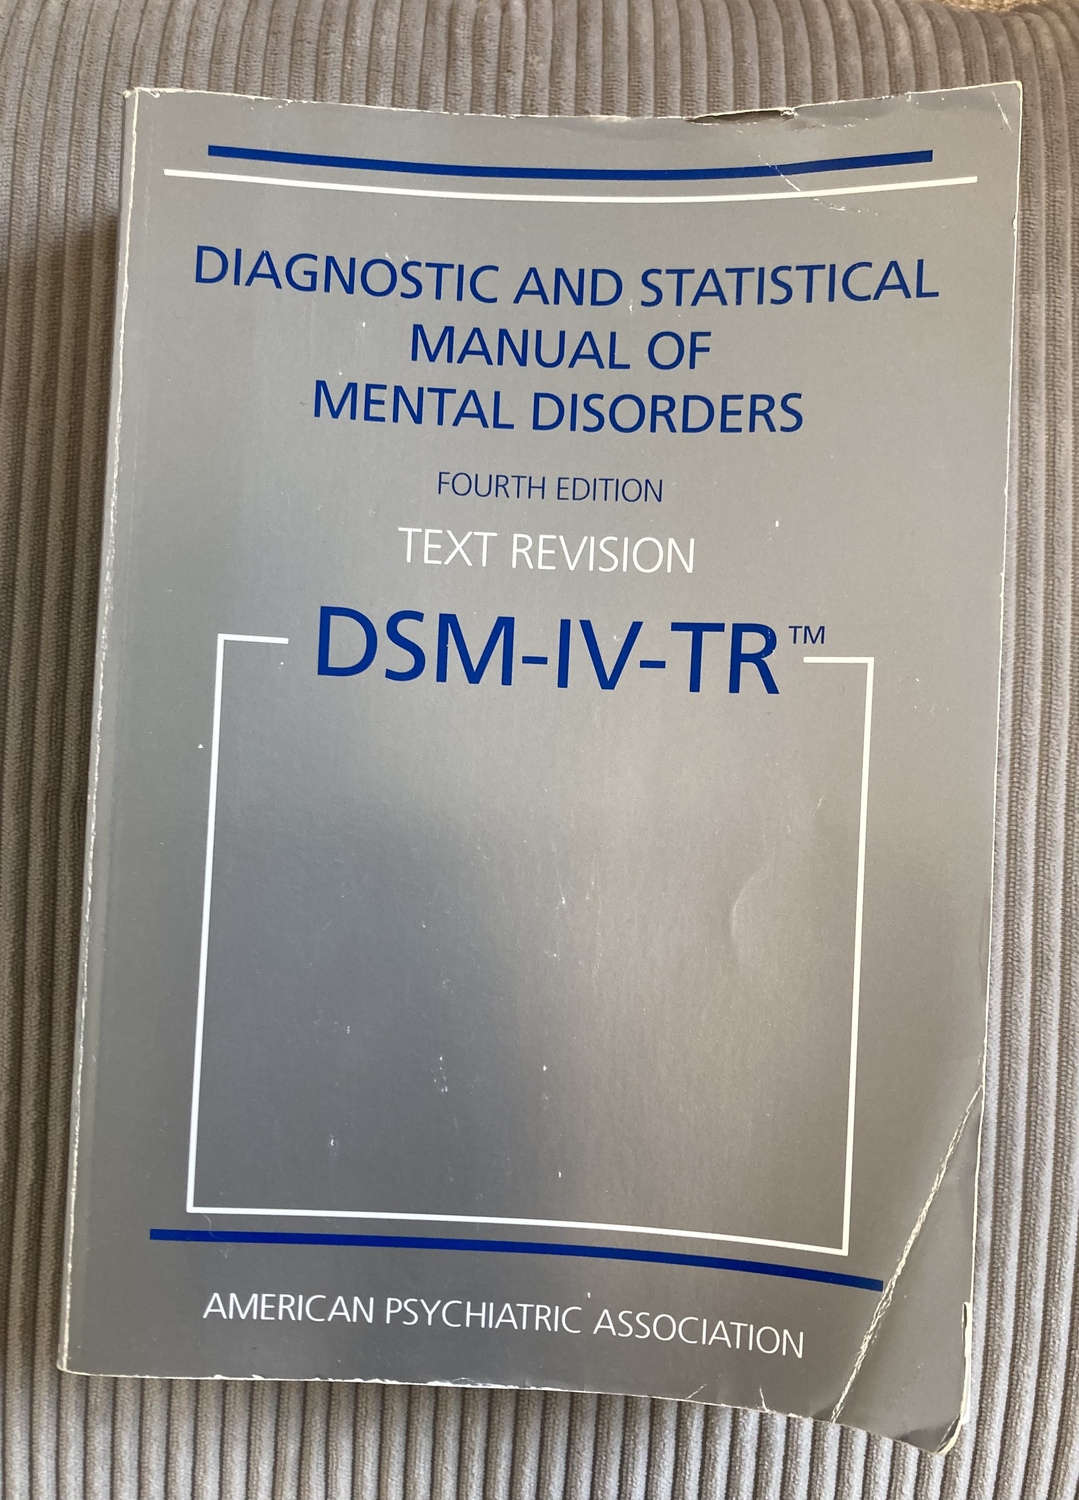 DIAGNOSTIC AND STATISTICAL
MANUAL OF
MENTAL DISORDERS
FOURTH EDITION
TEXT REVISION
DSM-IV-TR™
AMERICAN PSYCHIATRIC ASSOCIATION